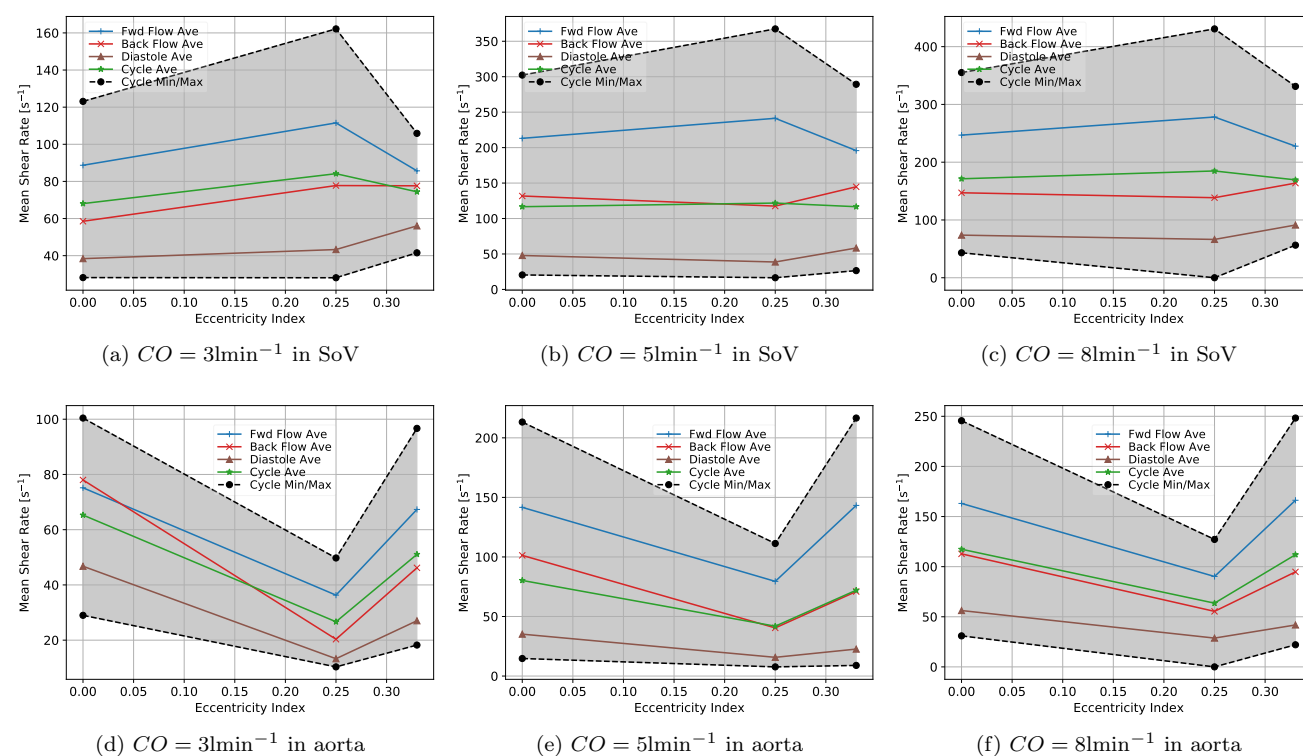 Fwd Flow Ave
Back Flow Ave
Diastole Ave
Cycle Ave
Cycle Min/Max
Mean Shear Rate [s⁻¹]
160
140
120
100
80
60
40
0.00 0.05 0.10 0.15 0.20 0.25 0.30
Eccentricity Index
(a) CO = 3lmin⁻¹ in SoV
Fwd Flow Ave
Back Flow Ave
Diastole Ave
Cycle Ave
Cycle Min/Max
Mean Shear Rate [s⁻¹]
350
300
250
200
150
100
50
0
0.00 0.05 0.10 0.15 0.20 0.25 0.30
Eccentricity Index
(b) CO = 5lmin⁻¹ in SoV
Fwd Flow Ave
Back Flow Ave
Diastole Ave
Cycle Ave
Cycle Min/Max
Mean Shear Rate [s⁻¹]
400
300
200
100
0
0.00 0.05 0.10 0.15 0.20 0.25 0.30
Eccentricity Index
(c) CO = 8lmin⁻¹ in SoV
Fwd Flow Ave
Back Flow Ave
Diastole Ave
Cycle Ave
Cycle Min/Max
Mean Shear Rate [s⁻¹]
100
80
60
40
20
0.00 0.05 0.10 0.15 0.20 0.25 0.30
Eccentricity Index
(d) CO = 3lmin⁻¹ in aorta
Fwd Flow Ave
Back Flow Ave
Diastole Ave
Cycle Ave
Cycle Min/Max
Mean Shear Rate [s⁻¹]
200
150
100
50
0
0.00 0.05 0.10 0.15 0.20 0.25 0.30
Eccentricity Index
(e) CO = 5lmin⁻¹ in aorta
Fwd Flow Ave
Back Flow Ave
Diastole Ave
Cycle Ave
Cycle Min/Max
Mean Shear Rate [s⁻¹]
250
200
150
100
50
0
0.00 0.05 0.10 0.15 0.20 0.25 0.30
Eccentricity Index
(f) CO = 8lmin⁻¹ in aorta